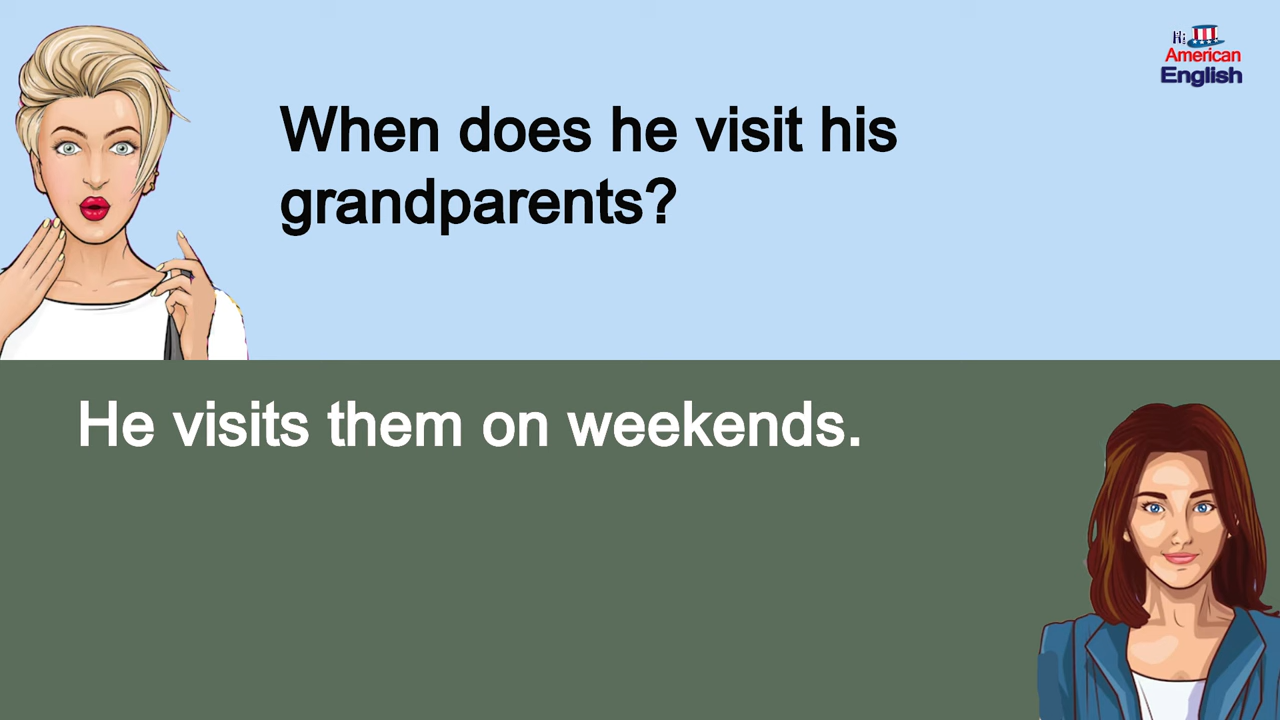 Hi
American
English
When does he visit his
grandparents?
He visits them on weekends.